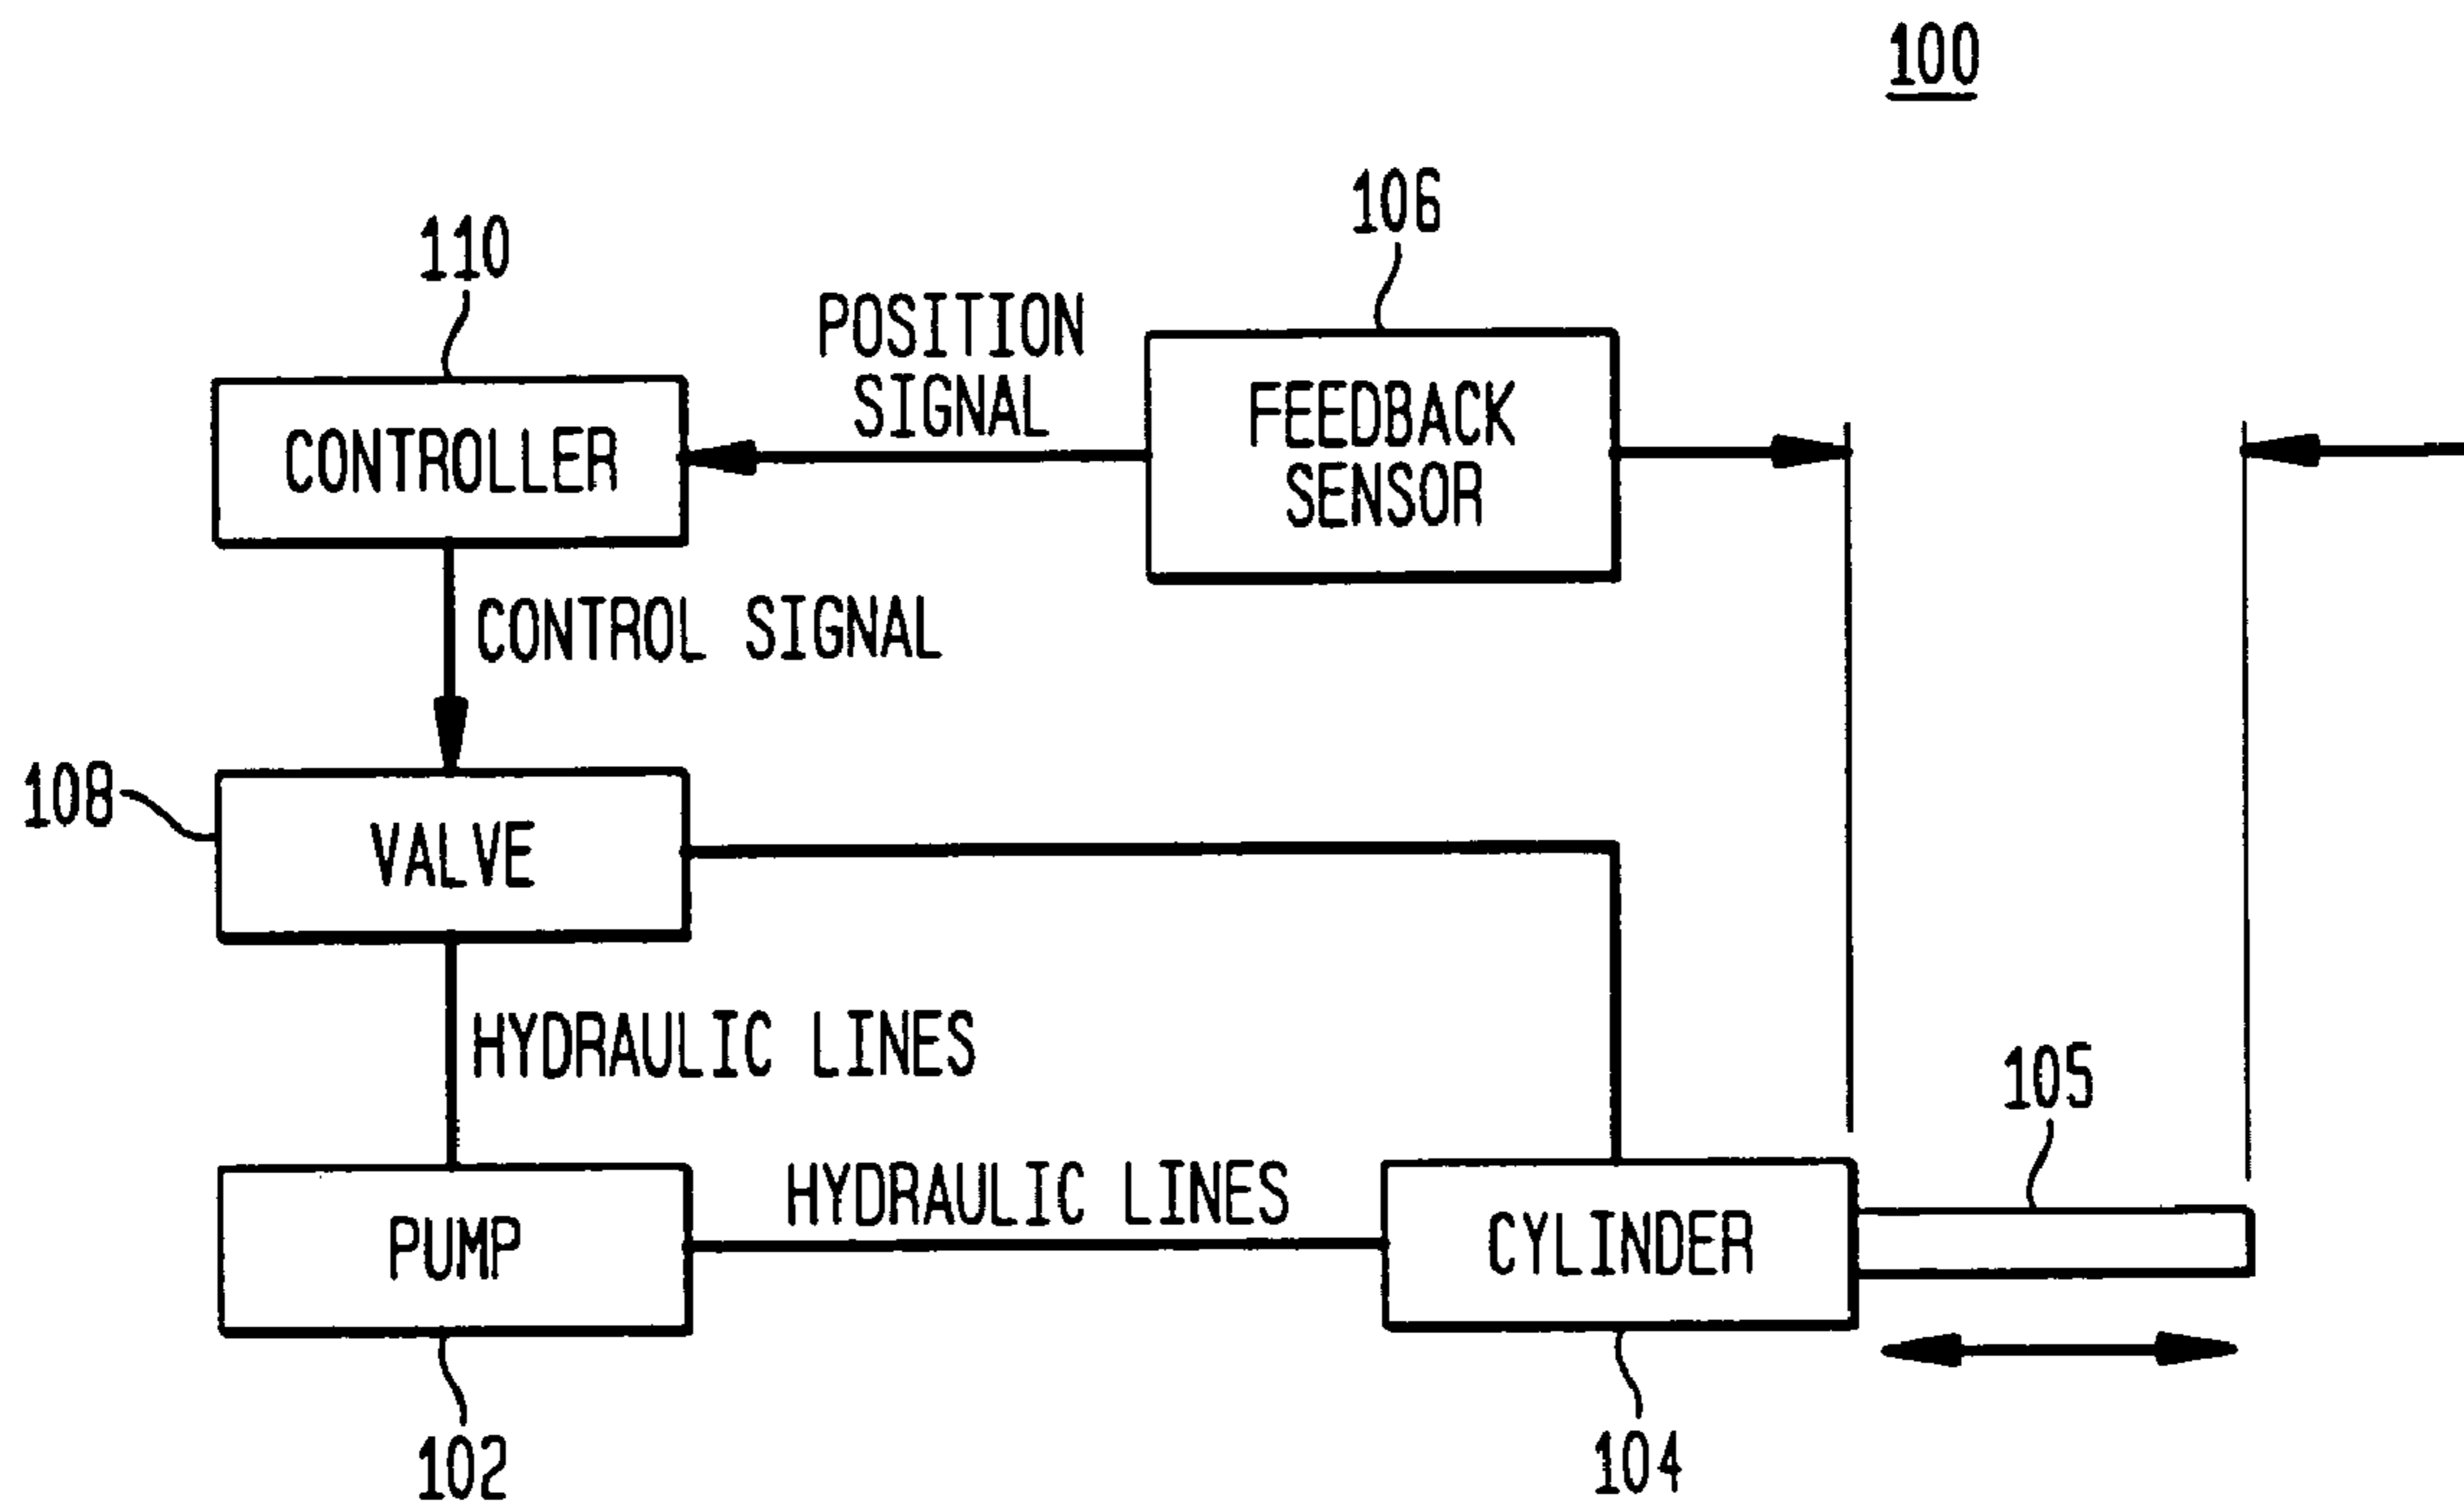 100
106
110
POSITION
SIGNAL
FEEDBACK
SENSOR
CONTROLLER
CONTROL SIGNAL
108
VALVE
HYDRAULIC LINES
105
HYDRAULIC LINES
PUMP
CYLINDER
102
104